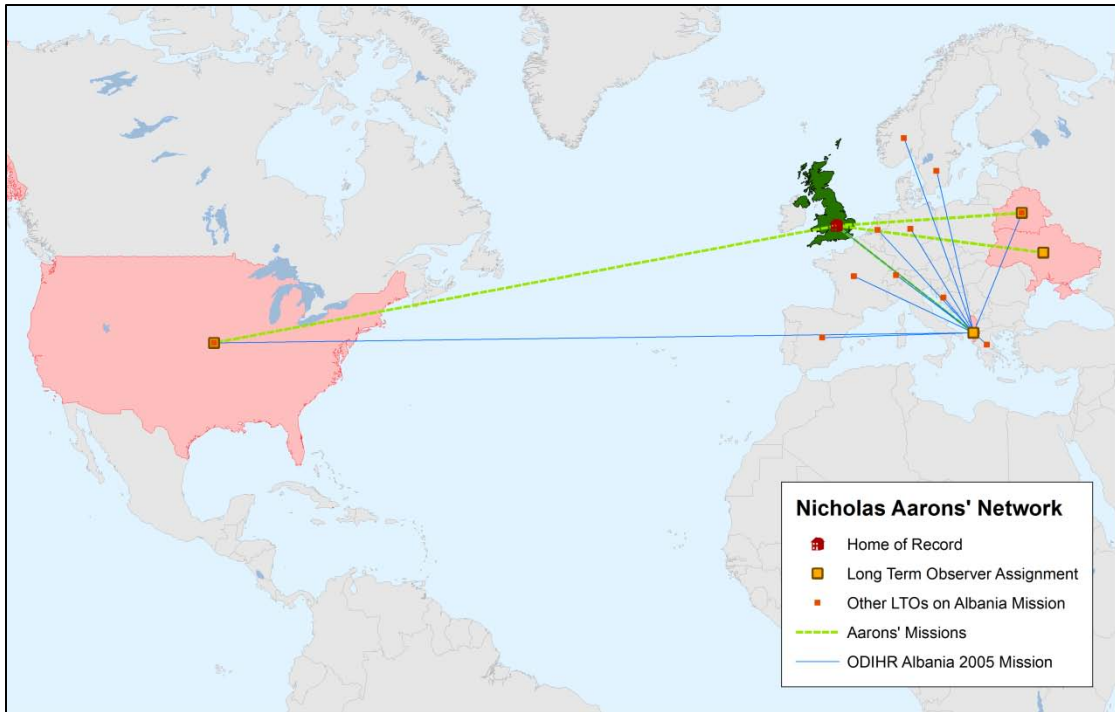 Nicholas Aarons' Network
Home of Record
Long Term Observer Assignment
Other LTOs on Albania Mission
Aarons' Missions
ODIHR Albania 2005 Mission